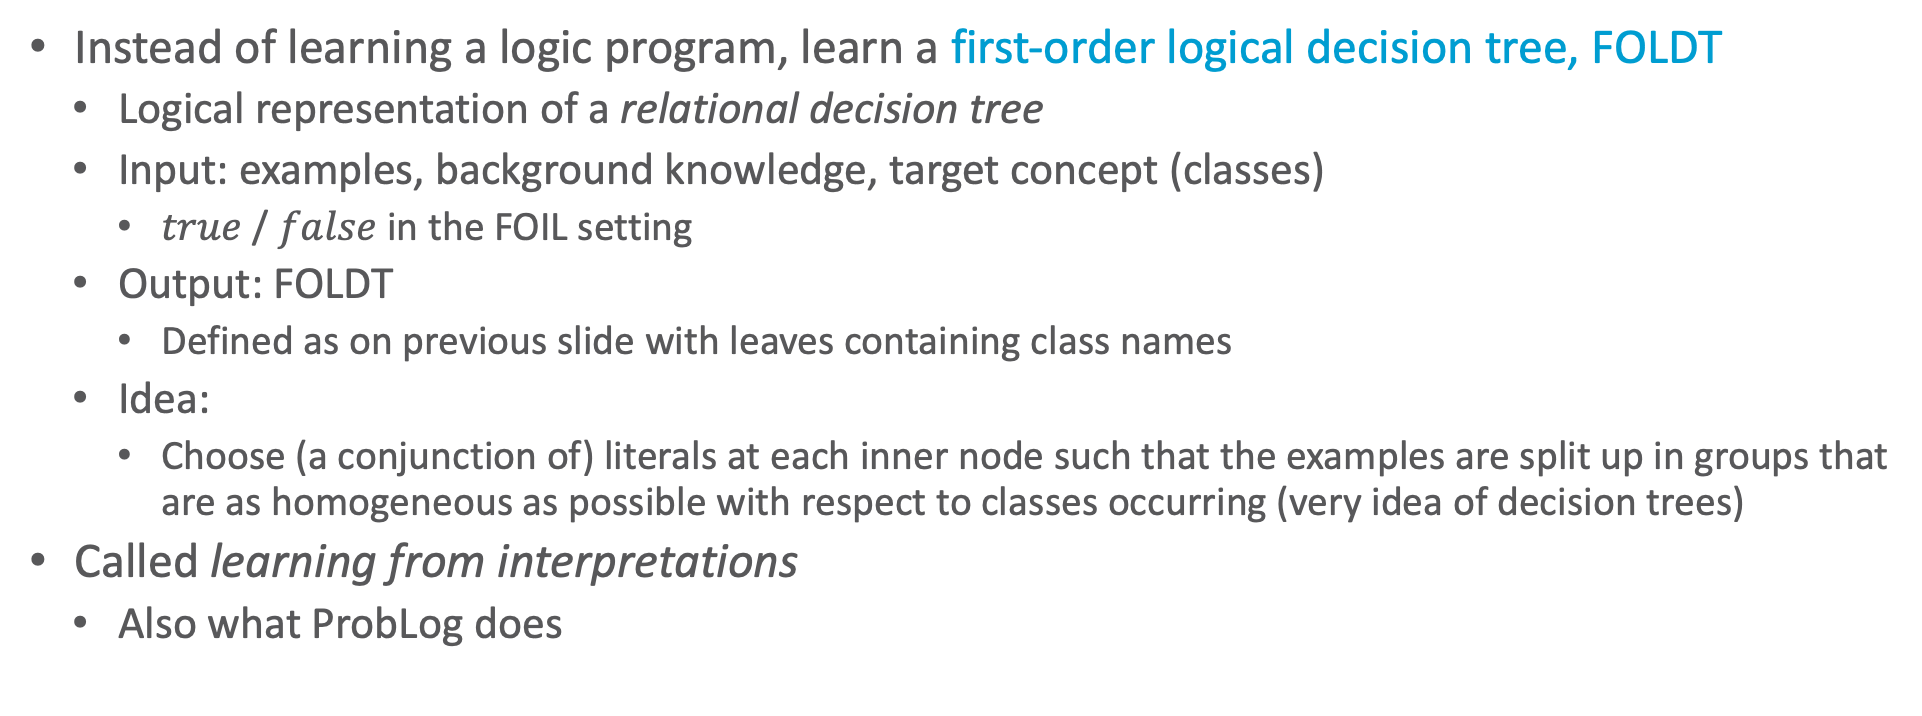 • Instead of learning a logic program, learn a first-order logical decision tree, FOLDT
• Logical representation of a relational decision tree
• Input: examples, background knowledge, target concept (classes)
• true / false in the FOIL setting
• Output: FOLDT
• Defined as on previous slide with leaves containing class names
• Idea:
• Choose (a conjunction of) literals at each inner node such that the examples are split up in groups that
are as homogeneous as possible with respect to classes occurring (very idea of decision trees)
• Called learning from interpretations
• Also what ProbLog does